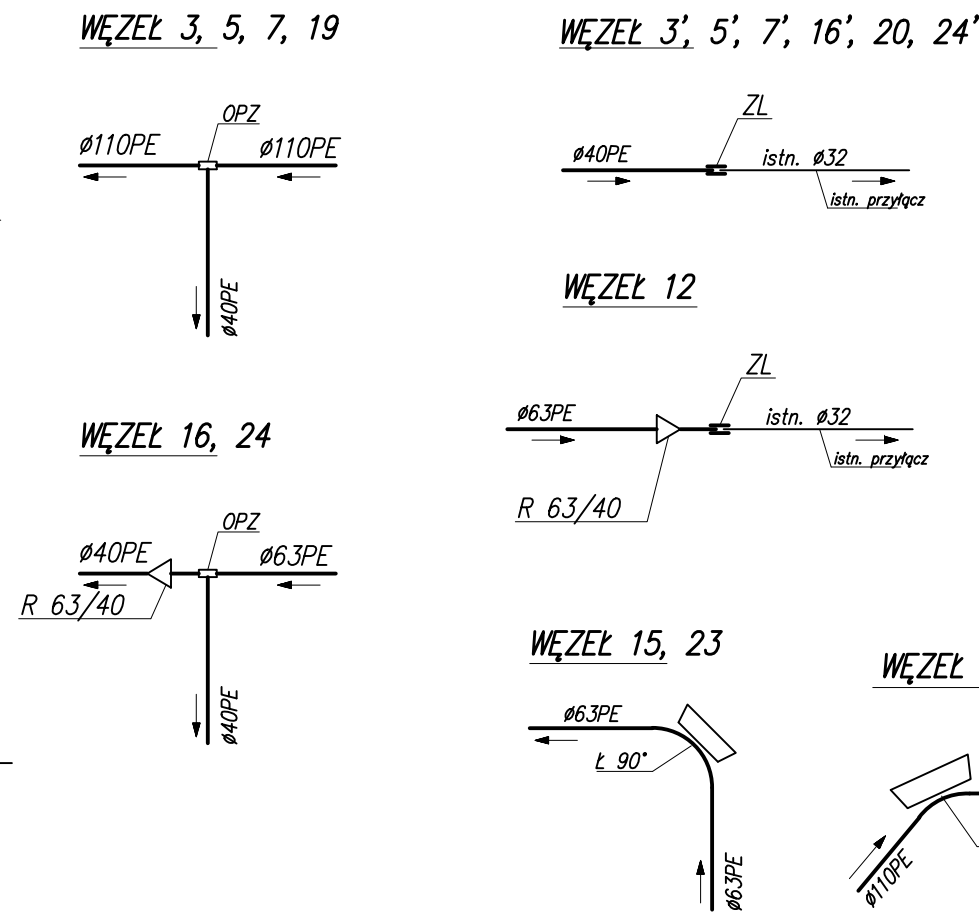 WĘZEŁ 3, 5, 7, 19
OPZ
ø110PE
ø110PE
ø40PE
WĘZEŁ 3', 5', 7', 16', 20, 24'
ZL
ø40PE
istn. ø32
istn. przyłącz
WĘZEŁ 12
ZL
ø63PE
istn. ø32
istn. przyłącz
R 63/40
WĘZEŁ 16, 24
OPZ
ø40PE
ø63PE
R 63/40
ø40PE
WĘZEŁ 15, 23
ø63PE
Ł 90°
ø63PE
WĘZEŁ
ø110PE